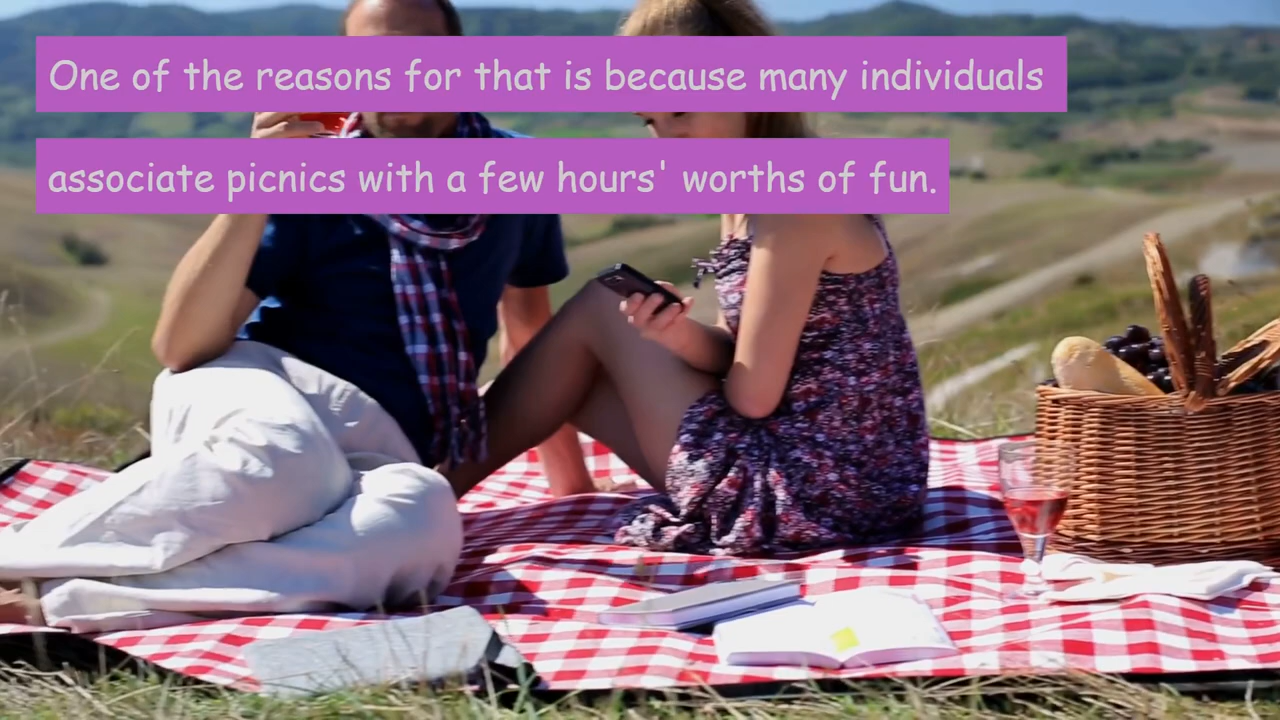 One of the reasons for that is because many individuals
associate picnics with a few hours' worths of fun.